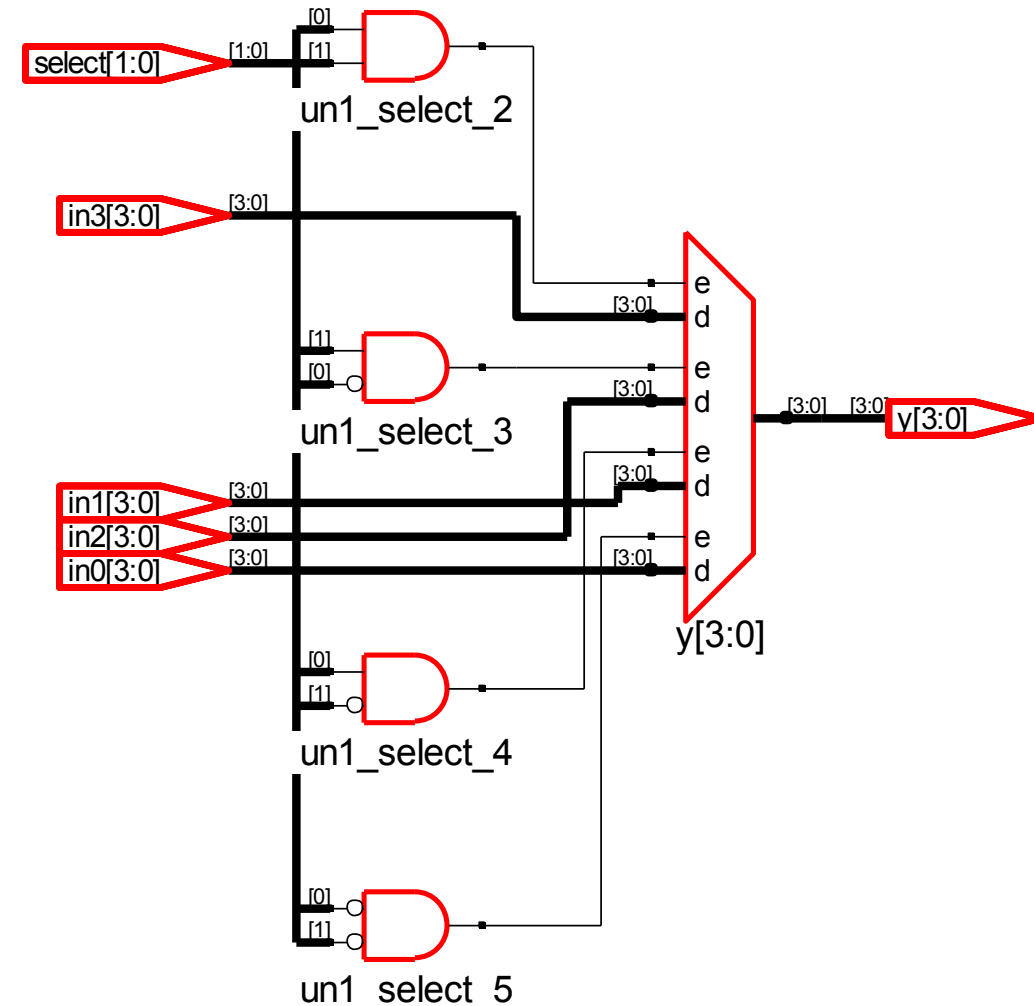 [0]
select[1:0] [1:0] [1]
un1_select_2
in3[3:0] [3:0]
e
[3:0] d
[1]
[0]
e
[3:0] d
un1_select_3
[3:0] [3:0] y[3:0]
e
[3:0] d
in1[3:0] [3:0]
in2[3:0] [3:0]
e
in0[3:0] [3:0] [3:0] d
y[3:0]
[0]
[1]
un1_select_4
[0]
[1]
un1_select_5